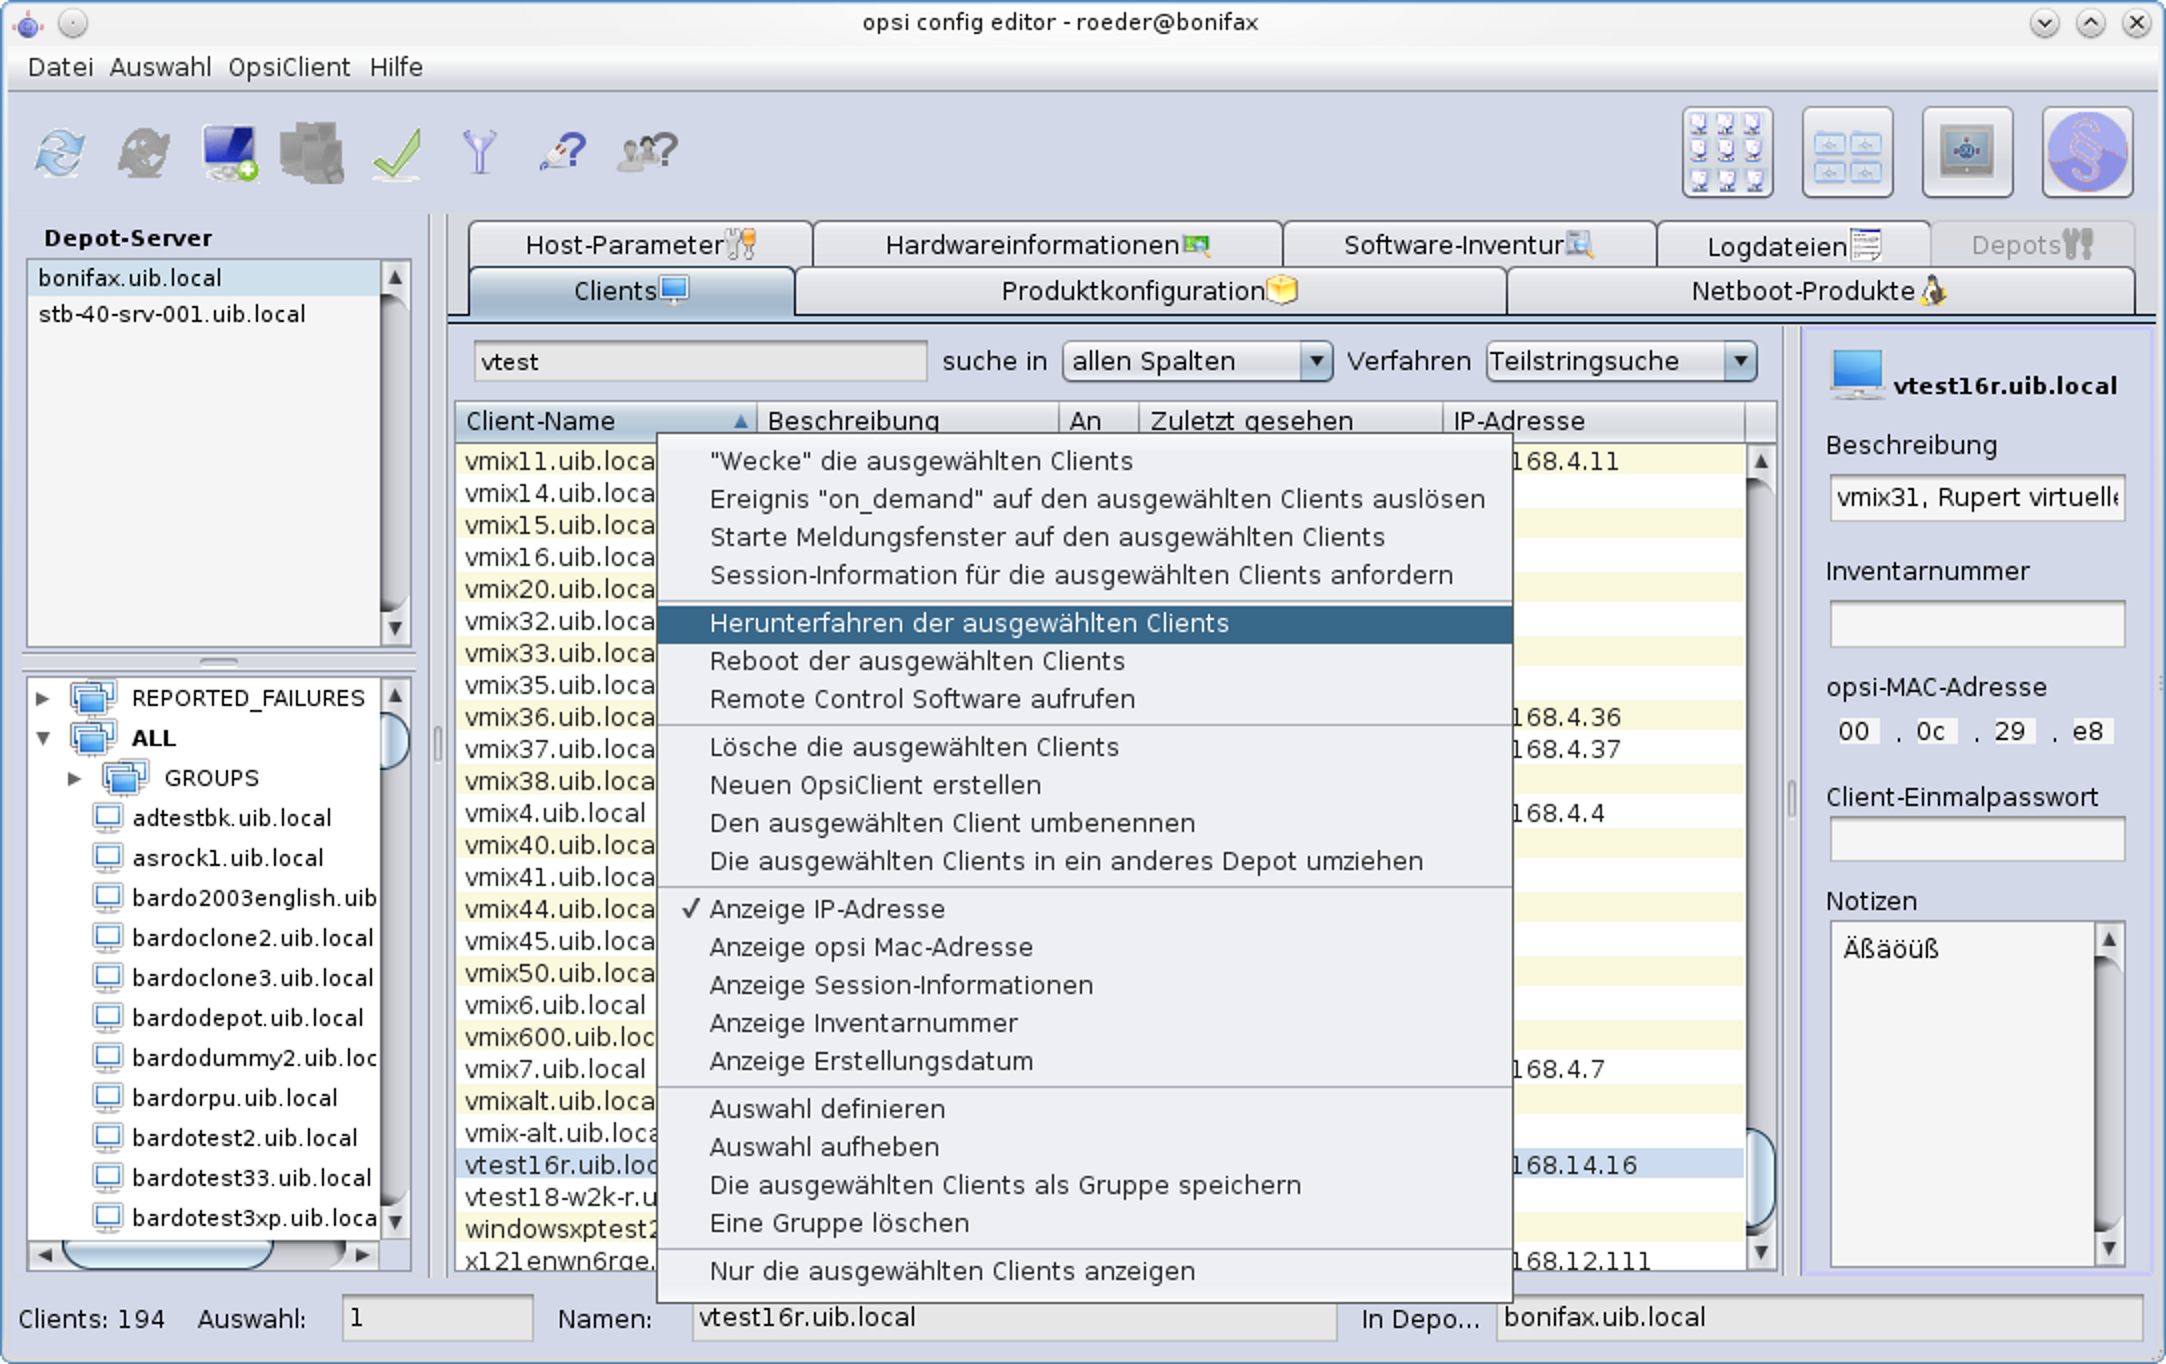 opsi config editor - roeder@bonifax
Datei Auswahl OpsiClient Hilfe
Depot-Server
bonifax.uib.local
stb-40-srv-001.uib.local
REPORTED_FAILURES
ALL
GROUPS
adtestbk.uib.local
asrock1.uib.local
bardo2003english.uib
bardoclone2.uib.local
bardoclone3.uib.local
bardodepot.uib.local
bardodummy2.uib.loc
bardorpu.uib.local
bardotest2.uib.local
bardotest33.uib.local
bardotest3xp.uib.loca
Host-Parameter Hardwareinformationen Software-Inventur Logdateien Depots
Clients Produktkonfiguration Netboot-Produkte
vtest suche in allen Spalten Verfahren Teilstringsuche
Client-Name Beschreibung An Zuletzt gesehen IP-Adresse
vmix11.uib.loca 168.4.11
vmix14.uib.loca
vmix15.uib.loca
vmix16.uib.loca
vmix20.uib.loca
vmix32.uib.loca
vmix33.uib.loca
vmix35.uib.loca
vmix36.uib.loca 168.4.36
vmix37.uib.loca 168.4.37
vmix38.uib.loca
vmix4.uib.local 168.4.4
vmix40.uib.loca
vmix41.uib.loca
vmix44.uib.loca
vmix45.uib.loca
vmix50.uib.loca
vmix6.uib.local
vmix600.uib.loc
vmix7.uib.local 168.4.7
vmixalt.uib.loca
vmix-alt.uib.loca
vtest16r.uib.loc 168.14.16
vtest18-w2k-r.u
windowsxptest2
x121enwn6rge. 168.12.111
"Wecke" die ausgewählten Clients
Ereignis "on_demand" auf den ausgewählten Clients auslösen
Starte Meldungsfenster auf den ausgewählten Clients
Session-Information für die ausgewählten Clients anfordern
Herunterfahren der ausgewählten Clients
Reboot der ausgewählten Clients
Remote Control Software aufrufen
Lösche die ausgewählten Clients
Neuen OpsiClient erstellen
Den ausgewählten Client umbenennen
Die ausgewählten Clients in ein anderes Depot umziehen
✓ Anzeige IP-Adresse
Anzeige opsi Mac-Adresse
Anzeige Session-Informationen
Anzeige Inventarnummer
Anzeige Erstellungsdatum
Auswahl definieren
Auswahl aufheben
Die ausgewählten Clients als Gruppe speichern
Eine Gruppe löschen
Nur die ausgewählten Clients anzeigen
vtest16r.uib.local
Beschreibung
vmix31, Rupert virtuelle
Inventarnummer
opsi-MAC-Adresse
00 . 0c . 29 . e8
Client-Einmalpasswort
Notizen
Äßäöüß
Clients: 194 Auswahl: 1 Namen: vtest16r.uib.local In Depo... bonifax.uib.local